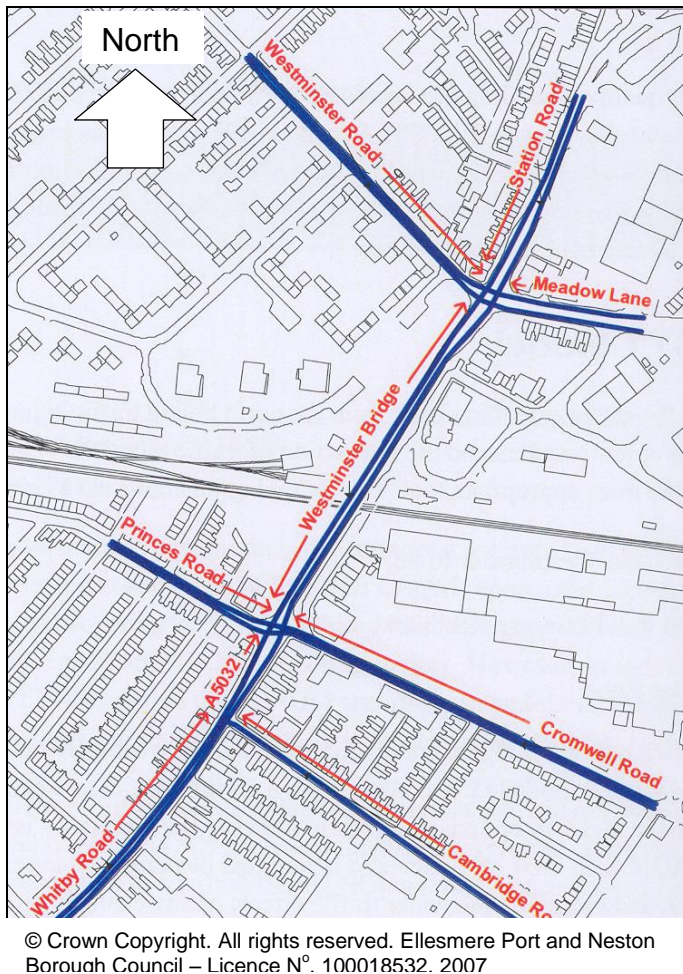 North
Westminster Road
Station Road
Meadow Lane
Westminster Bridge
Princes Road
A5032
Cromwell Road
Whitby Road
Cambridge
© Crown Copyright. All rights reserved. Ellesmere Port and Neston
Borough Council – Licence Nº. 100018532. 2007